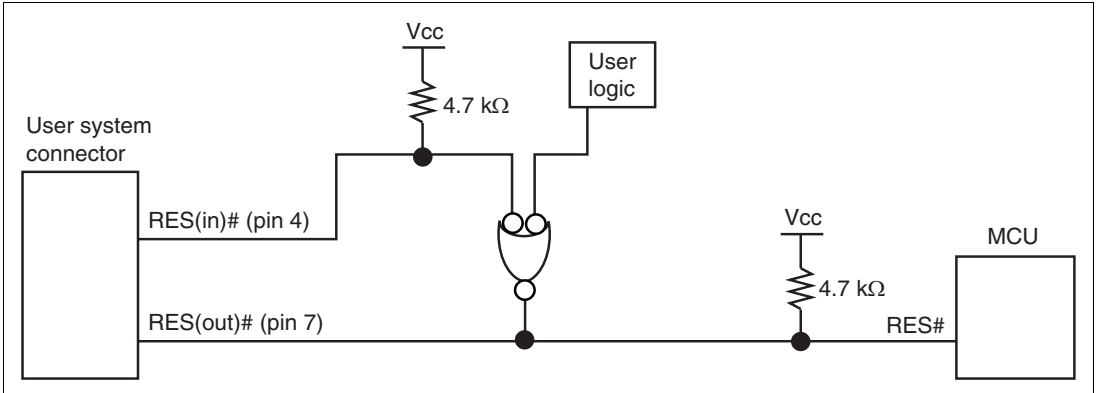 Vcc
User
logic
4.7 kΩ
User system
connector
RES(in)# (pin 4)
Vcc
MCU
4.7 kΩ
RES(out)# (pin 7)
RES#